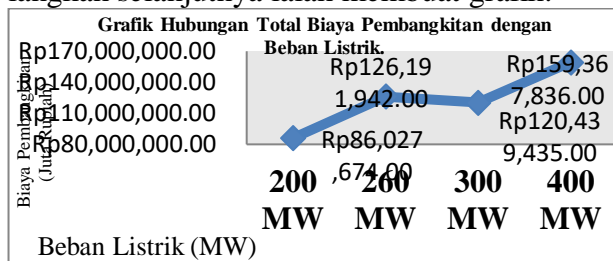 langkah selanjutnya ialah membuat grafik.
Grafik Hubungan Total Biaya Pembangkitan dengan
Beban Listrik.
Rp170,000,000.00
Rp140,000,000.00
Rp110,000,000.00
Rp80,000,000.00
Biaya Pembangkitan
(Juta Rupiah)
Rp126,19
1,942.00
Rp159,36
7,836.00
Rp86,027
,674.00
Rp120,43
9,435.00
200 260 300 400
MW MW MW MW
Beban Listrik (MW)